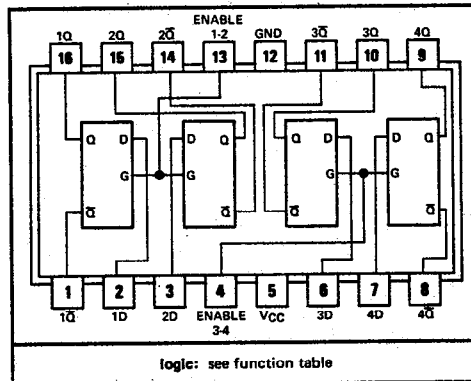 ENABLE
1Q 2Q 2Q̅ 1-2 GND 3Q̅ 3Q 4Q
16 15 14 13 12 11 10 9
Q D D Q Q D D Q
G G G G
Q̅ Q̅ Q̅ Q̅
1 2 3 4 5 6 7 8
1Q̅ 1D 2D ENABLE VCC 3D 4D 4Q̅
3-4
logic: see function table